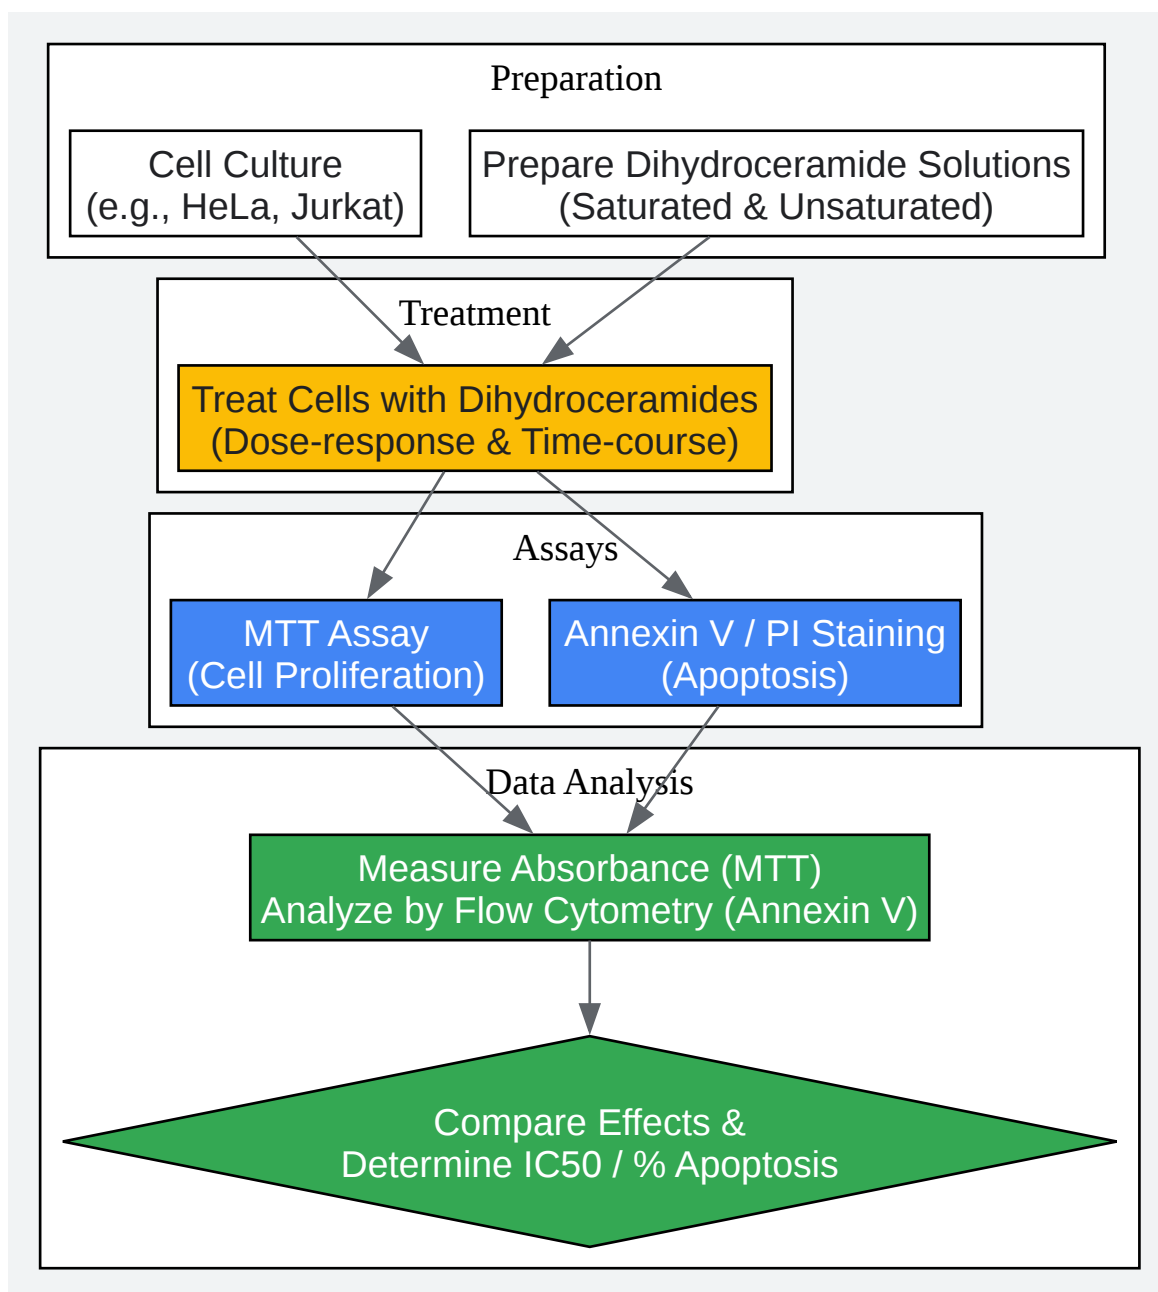 Preparation
Cell Culture
(e.g., HeLa, Jurkat)
Prepare Dihydroceramide Solutions
(Saturated & Unsaturated)
Treatment
Treat Cells with Dihydroceramides
(Dose-response & Time-course)
Assays
MTT Assay
(Cell Proliferation)
Annexin V / PI Staining
(Apoptosis)
Data Analysis
Measure Absorbance (MTT)
Analyze by Flow Cytometry (Annexin V)
Compare Effects &
Determine IC50 / % Apoptosis